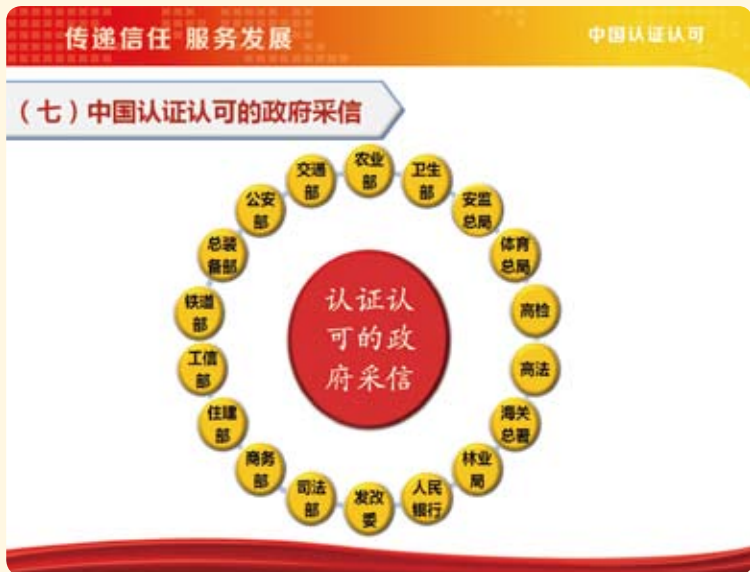 传递信任 服务发展
中国认证认可
（七）中国认证认可的政府采信
农业
部
卫生
部
安监
总局
体育
总局
高检
高法
海关
总署
林业
局
人民
银行
发改
委
司法
部
商务
部
住建
部
工信
部
铁道
部
总装
备部
公安
部
交通
部
认证认
可的政
府采信